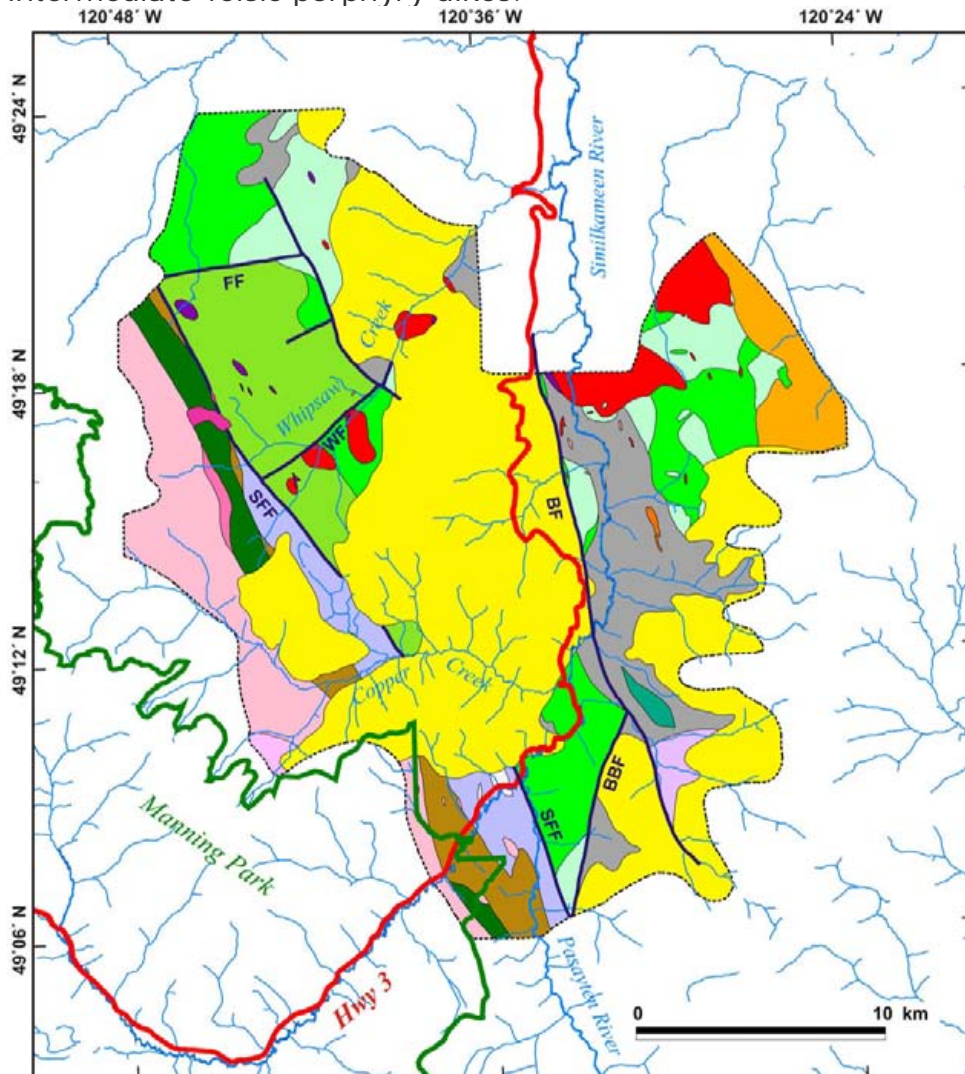 intermediate-felsic porphyry dikes.
120°48' W
120°36' W
120°24' W
49°24' N
49°18' N
49°12' N
49°06' N
Similkameen River
FF
Creek
Whipsaw
WF
SFF
BF
Copper Creek
BBF
SFF
Manning Park
Hwy 3
Pasayten River
0 10 km